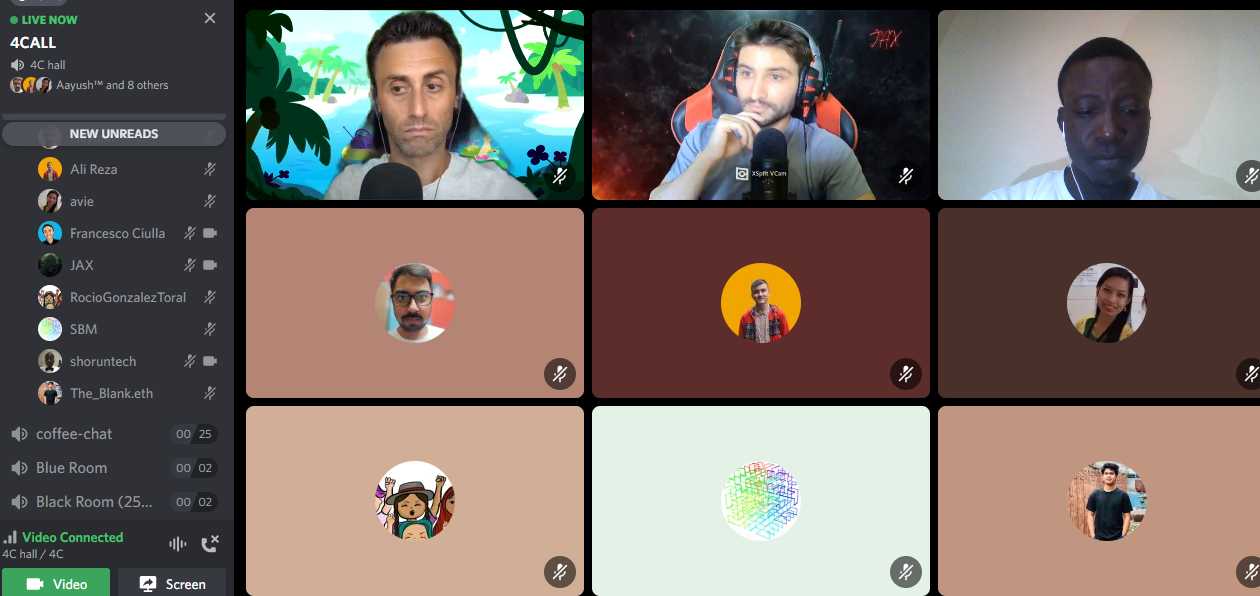 LIVE NOW
4CALL
4C hall
Aayush™ and 8 others
NEW UNREADS
Ali Reza
avie
Francesco Ciulla
JAX
RocioGonzalezToral
SBM
shoruntech
The_Blank.eth
coffee-chat 00 25
Blue Room 00 02
Black Room (25... 00 02
Video Connected
4C hall / 4C
Video Screen
JAX
XSplit VCam